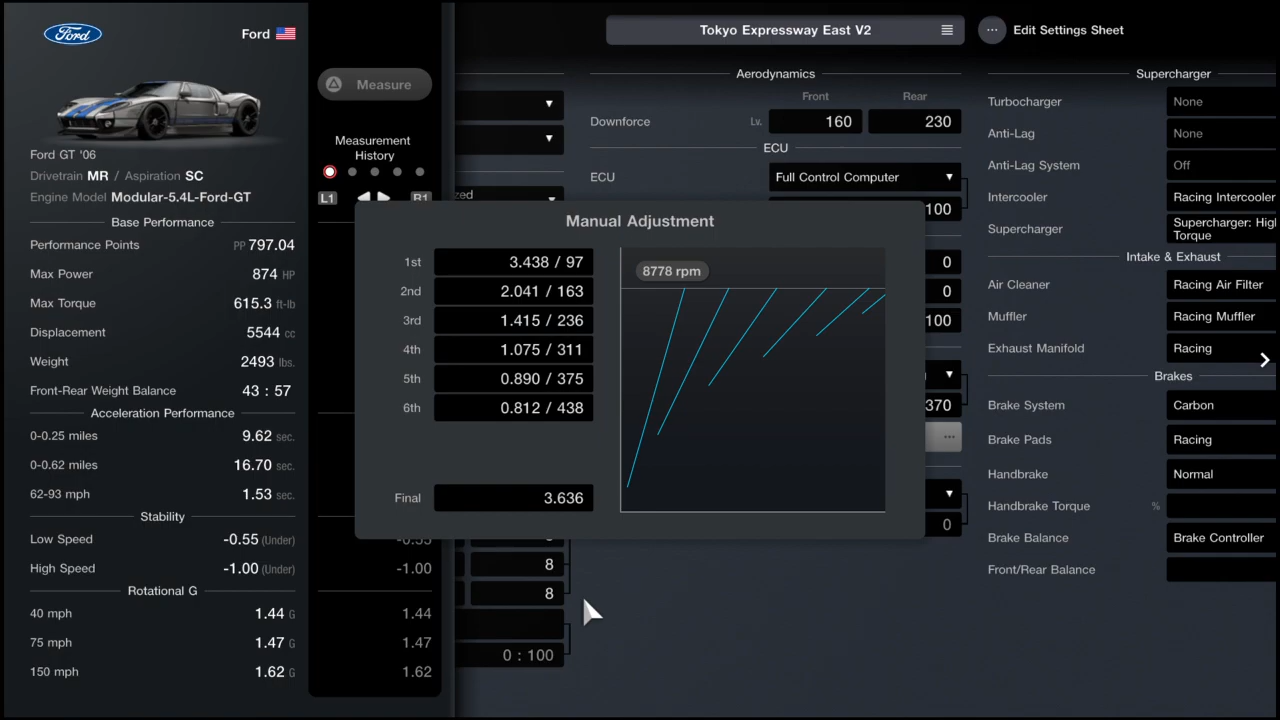 Ford
Ford
Ford GT '06
Drivetrain MR / Aspiration SC
Engine Model Modular-5.4L-Ford-GT
Base Performance
Performance Points PP 797.04
Max Power 874 HP
Max Torque 615.3 ft-lb
Displacement 5544 cc
Weight 2493 lbs.
Front-Rear Weight Balance 43 : 57
Acceleration Performance
0-0.25 miles 9.62 sec.
0-0.62 miles 16.70 sec.
62-93 mph 1.53 sec.
Stability
Low Speed -0.55 (Under)
High Speed -1.00 (Under)
Rotational G
40 mph 1.44 G
75 mph 1.47 G
150 mph 1.62 G
Measure
Measurement
History
L1 R1
-0.55
-1.00
1.44
1.47
1.62
Tokyo Expressway East V2
Edit Settings Sheet
Aerodynamics
Front Rear
Downforce Lv. 160 230
ECU
ECU Full Control Computer
100
0
0
100
370
0
8
8
0 : 100
Manual Adjustment
1st 3.438 / 97
2nd 2.041 / 163
3rd 1.415 / 236
4th 1.075 / 311
5th 0.890 / 375
6th 0.812 / 438
Final 3.636
8778 rpm
Supercharger
Turbocharger None
Anti-Lag None
Anti-Lag System Off
Intercooler Racing Intercooler
Supercharger Supercharger: High
Torque
Intake & Exhaust
Air Cleaner Racing Air Filter
Muffler Racing Muffler
Exhaust Manifold Racing
Brakes
Brake System Carbon
Brake Pads Racing
Handbrake Normal
Handbrake Torque %
Brake Balance Brake Controller
Front/Rear Balance